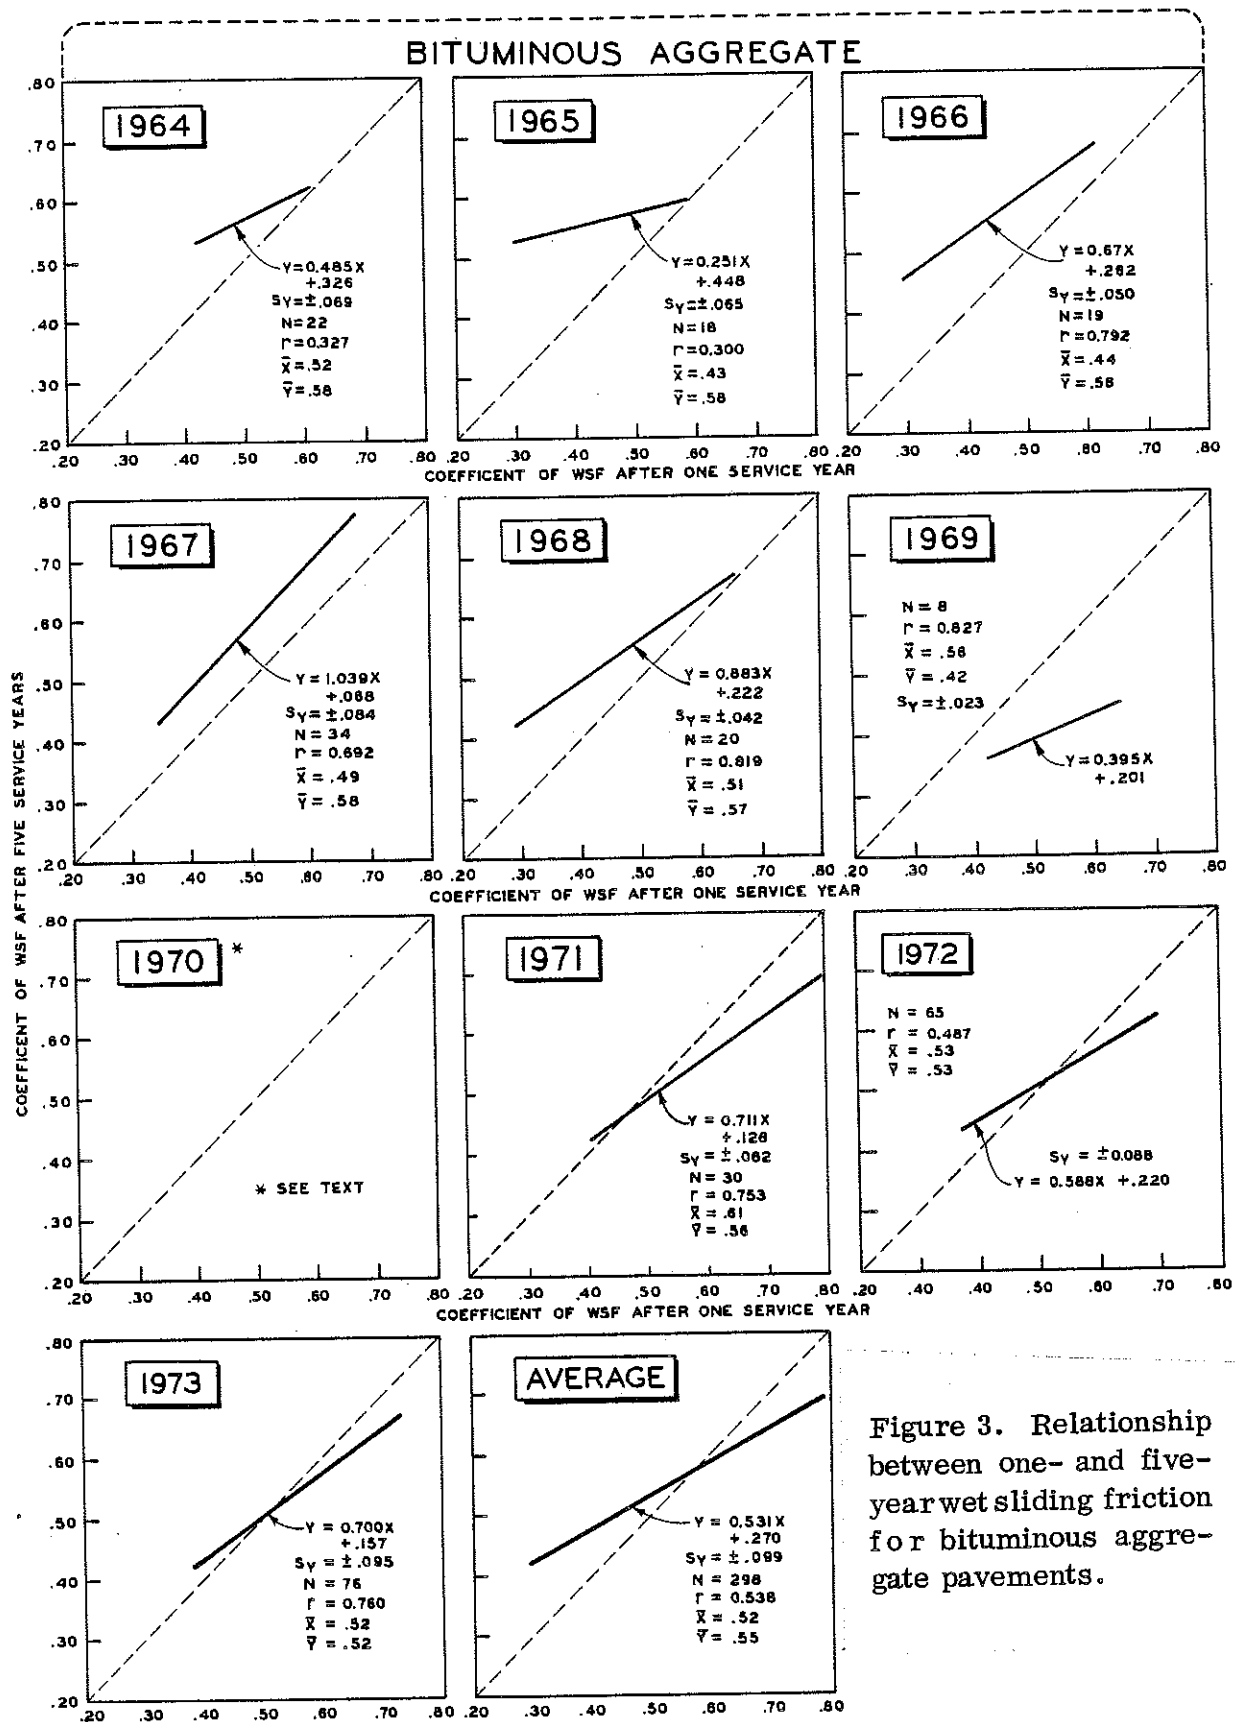 BITUMINOUS AGGREGATE
.80
.70
.60
.50
.40
.30
.20
1964
Y=0.485X
+.326
SY=±.069
N=22
r=0.327
X̄=.52
Ȳ=.58
.20 .30 .40 .50 .60 .70 .80
1965
Y=0.251X
+.448
SY=±.065
N=18
r=0.300
X̄=.43
Ȳ=.58
.20 .30 .40 .50 .60 .70 .80
1966
Y=0.67X
+.262
SY=±.050
N=19
r=0.792
X̄=.44
Ȳ=.56
.20 .30 .40 .50 .60 .70 .80
COEFFICENT OF WSF AFTER ONE SERVICE YEAR
COEFFICENT OF WSF AFTER FIVE SERVICE YEARS
.80
.70
.60
.50
.40
.30
.20
1967
Y=1.039X
+.068
SY=±.084
N=34
r=0.692
X̄=.49
Ȳ=.58
.20 .30 .40 .50 .60 .70 .80
1968
Y=0.883X
+.222
SY=±.042
N=20
r=0.819
X̄=.51
Ȳ=.57
.20 .30 .40 .50 .60 .70 .80
1969
N=8
r=0.827
X̄=.56
Ȳ=.42
SY=±.023
Y=0.395X
+.201
.20 .30 .40 .50 .60 .70 .80
COEFFICIENT OF WSF AFTER ONE SERVICE YEAR
.80
.70
.60
.50
.40
.30
.20
1970 *
* SEE TEXT
.20 .30 .40 .50 .60 .70 .80
1971
Y = 0.711X
+.126
SY = ±.062
N = 30
r = 0.753
X̄ = .61
Ȳ = .56
.20 .30 .40 .50 .60 .70 .80
1972
N = 65
r = 0.487
X̄ = .53
Ȳ = .53
SY = ±0.088
Y = 0.588X +.220
.20 .30 .40 .50 .60 .70 .80
COEFFICIENT OF WSF AFTER ONE SERVICE YEAR
.80
.70
.60
.50
.40
.30
.20
1973
Y = 0.700X
+.157
SY = ±.095
N = 76
r = 0.760
X̄ = .52
Ȳ = .52
.20 .30 .40 .50 .60 .70 .80
AVERAGE
Y = 0.531X
+.270
SY = ±.099
N = 298
r = 0.538
X̄ = .52
Ȳ = .55
.20 .30 .40 .50 .60 .70 .80
Figure 3. Relationship
between one- and five-
year wet sliding friction
for bituminous aggre-
gate pavements.